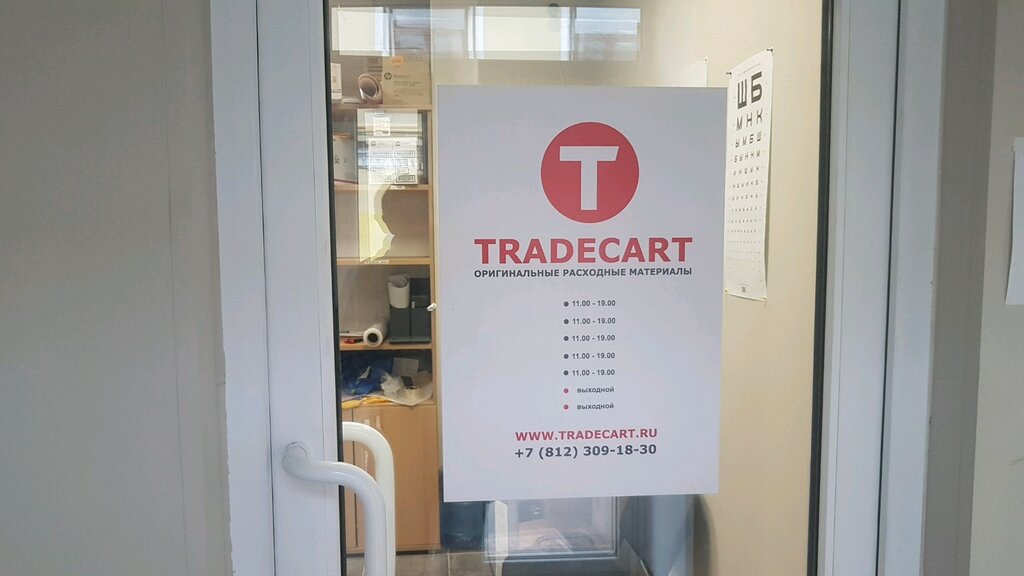 T
TRADECART
ОРИГИНАЛЬНЫЕ РАСХОДНЫЕ МАТЕРИАЛЫ
11.00 - 19.00
11.00 - 19.00
11.00 - 19.00
11.00 - 19.00
11.00 - 19.00
выходной
выходной
WWW.TRADECART.RU
+7 (812) 309-18-30
hp
Ш Б
М Н К
Ы М Б Ш